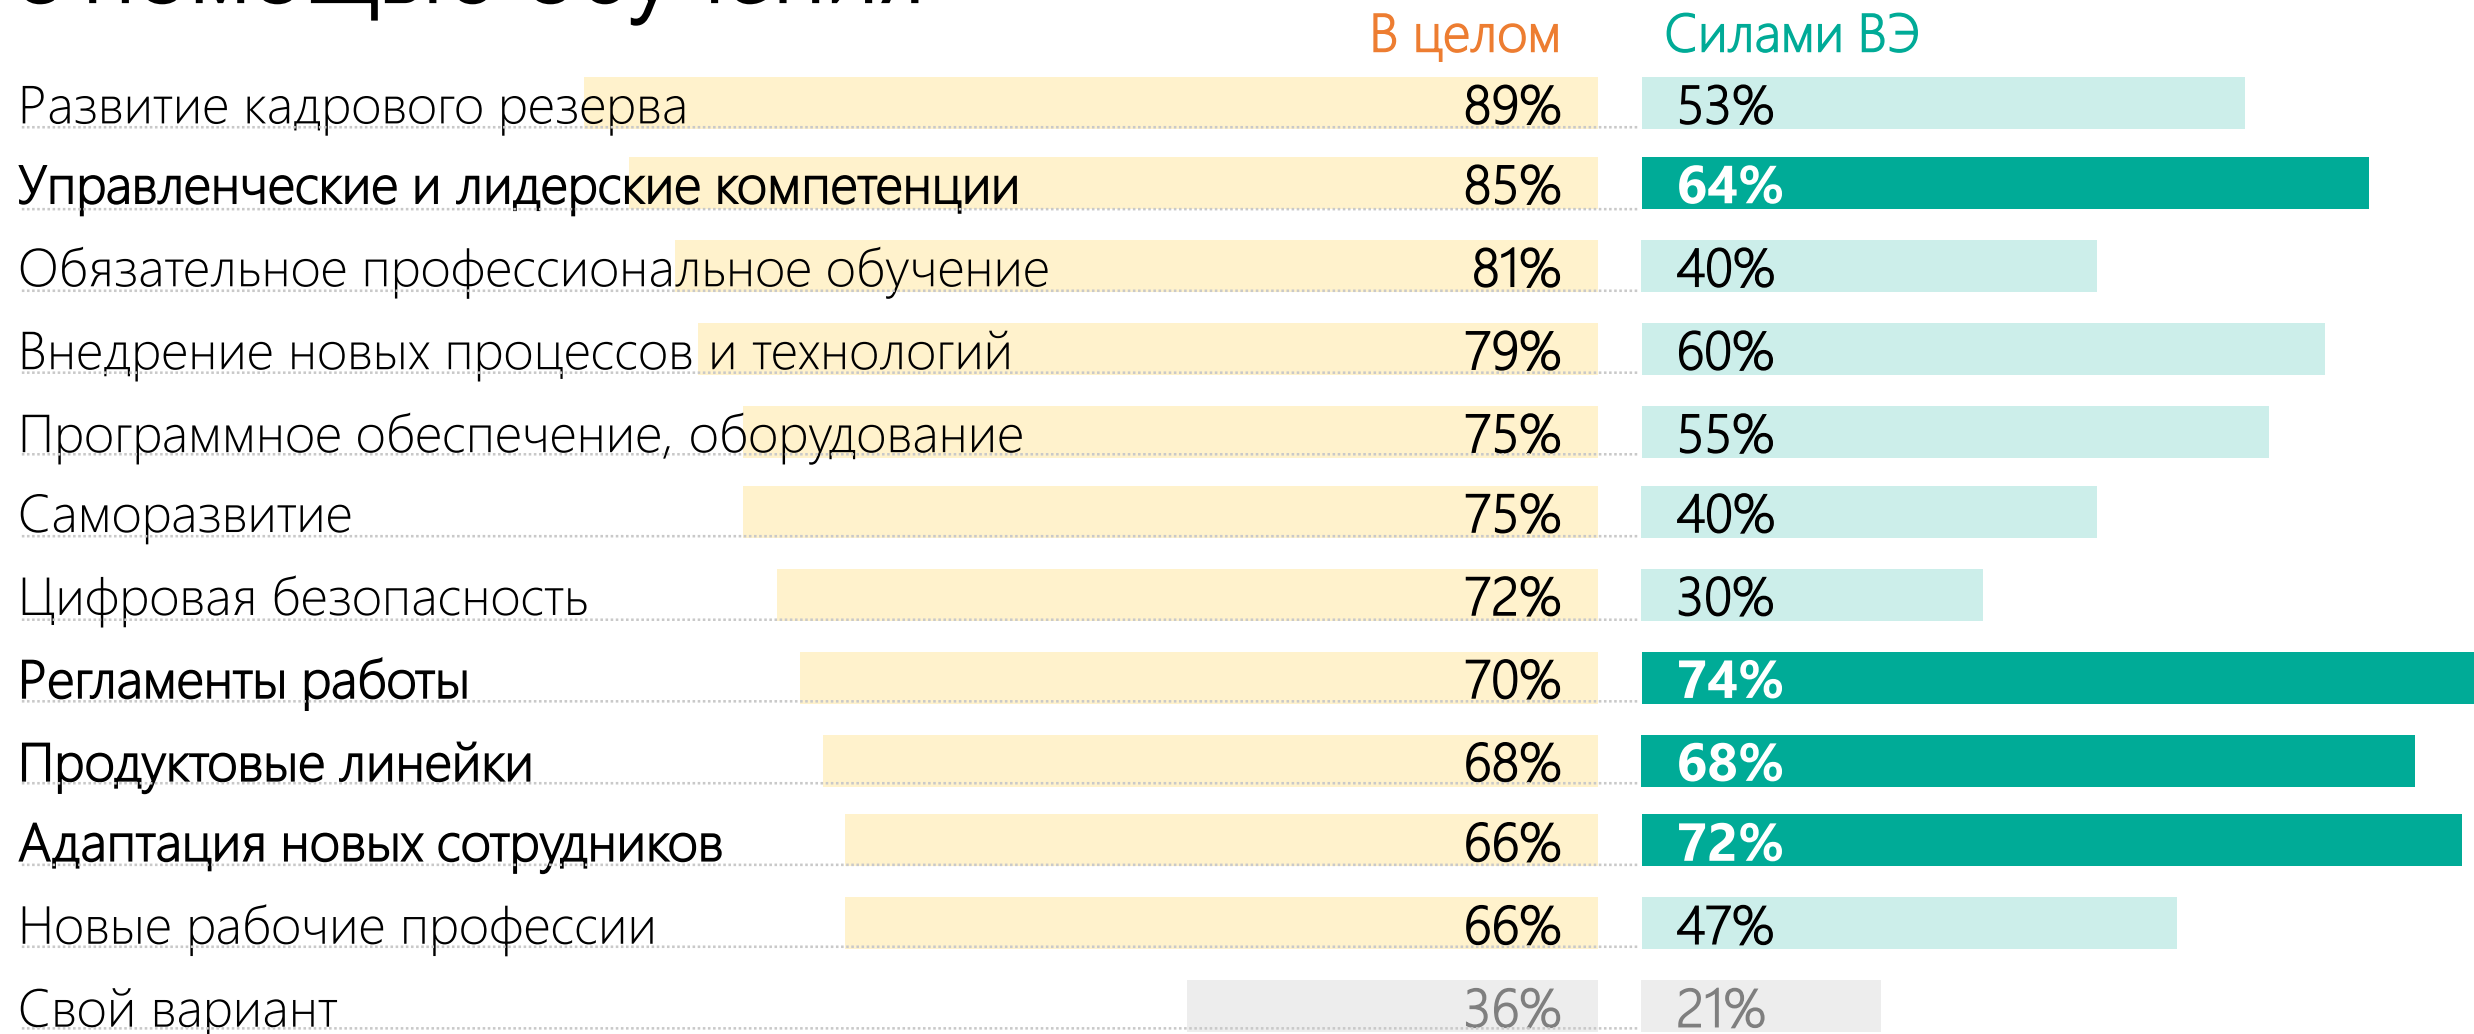 с помощью обучения
В целом Силами ВЭ
Развитие кадрового резерва 89% 53%
Управленческие и лидерские компетенции 85% 64%
Обязательное профессиональное обучение 81% 40%
Внедрение новых процессов и технологий 79% 60%
Программное обеспечение, оборудование 75% 55%
Саморазвитие 75% 40%
Цифровая безопасность 72% 30%
Регламенты работы 70% 74%
Продуктовые линейки 68% 68%
Адаптация новых сотрудников 66% 72%
Новые рабочие профессии 66% 47%
Свой вариант 36% 21%